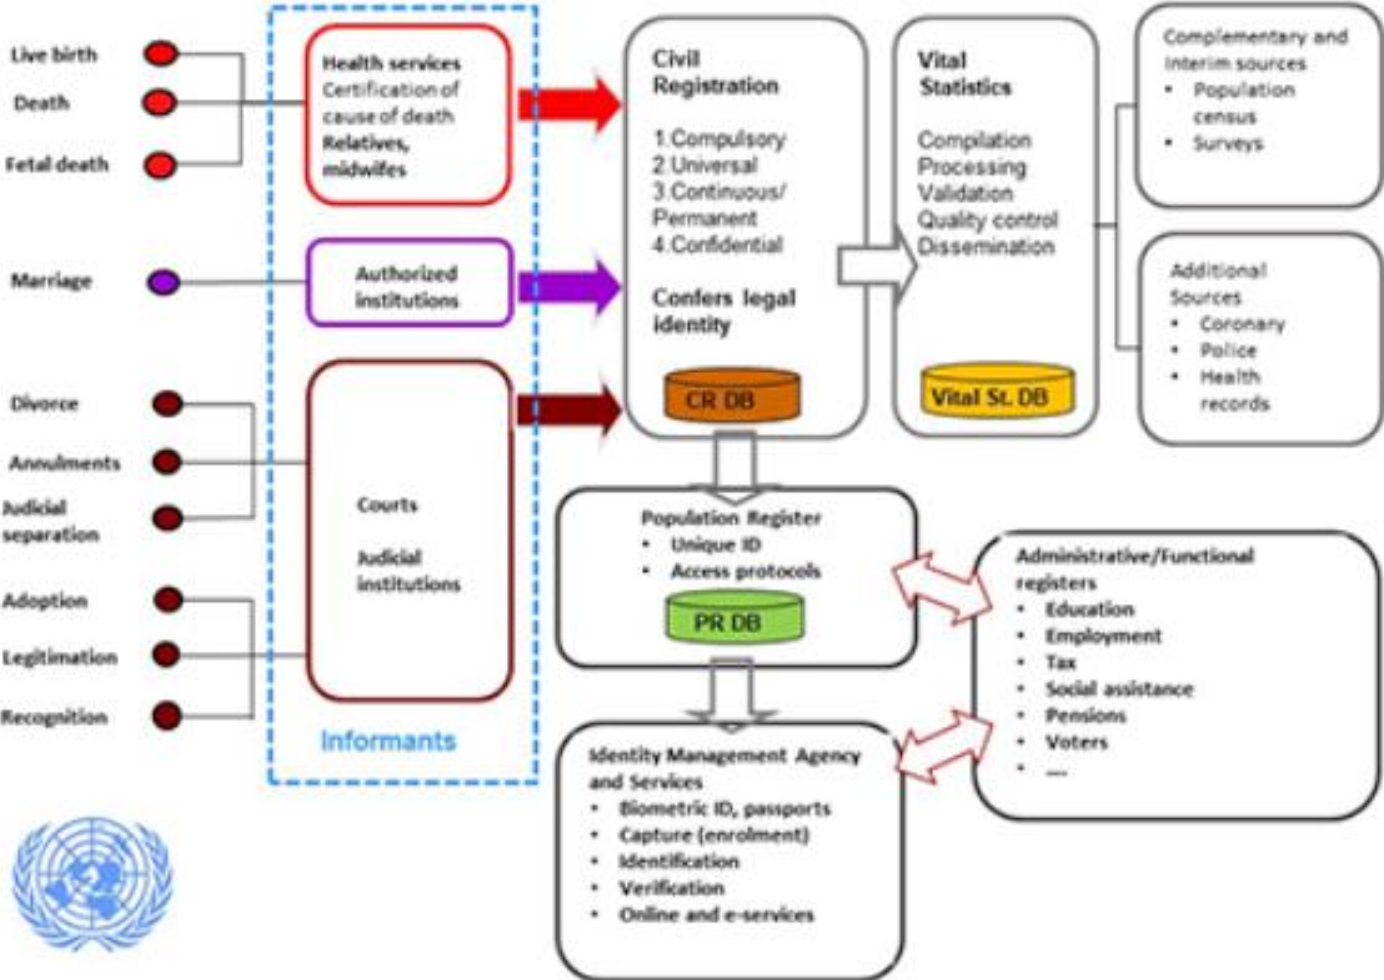 Live birth
Death
Fetal death
Marriage
Divorce
Annulments
Judicial
separation
Adoption
Legitimation
Recognition
Health services
Certification of
cause of death
Relatives,
midwifes
Authorized
institutions
Courts
Judicial
institutions
Informants
Civil
Registration
1.Compulsory
2.Universal
3.Continuous/
Permanent
4.Confidential
Confers legal
identity
CR DB
Vital
Statistics
Compilation
Processing
Validation
Quality control
Dissemination
Vital St. DB
Complementary and
Interim sources
• Population
census
• Surveys
Additional
Sources
• Coronary
• Police
• Health
records
Population Register
• Unique ID
• Access protocols
PR DB
Administrative/Functional
registers
• Education
• Employment
• Tax
• Social assistance
• Pensions
• Voters
• ....
Identity Management Agency
and Services
• Biometric ID, passports
• Capture (enrolment)
• Identification
• Verification
• Online and e-services